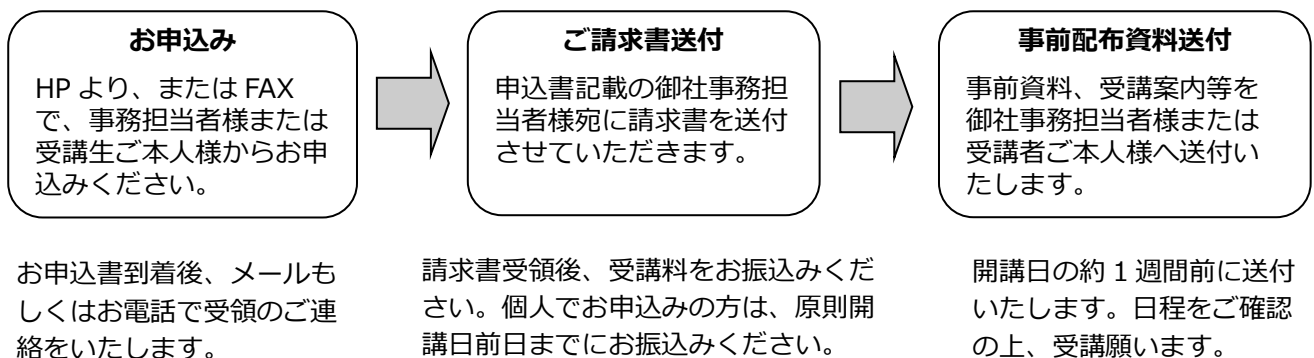 お申込み
HP より、または FAX
で、事務担当者様または
受講生ご本人様からお申
込みください。
ご請求書送付
申込書記載の御社事務担
当者様宛に請求書を送付
させていただきます。
事前配布資料送付
事前資料、受講案内等を
御社事務担当者様または
受講者ご本人様へ送付い
たします。
お申込書到着後、メールも
しくはお電話で受領のご連
絡をいたします。
請求書受領後、受講料をお振込みくだ
さい。個人でお申込みの方は、原則開
講日前日までにお振込みください。
開講日の約 1 週間前に送付
いたします。日程をご確認
の上、受講願います。